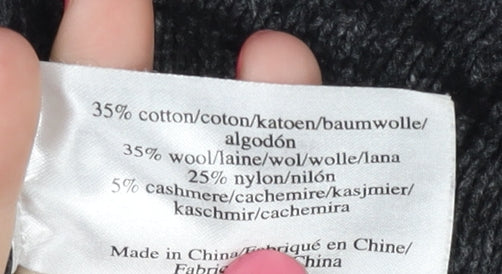 35% cotton/coton/katoen/baumwolle/
algodón
35% wool/laine/wol/wolle/lana
25% nylon/nilón
5% cashmere/cachemire/kasjmier/
kaschmir/cachemira
Made in China/Fabriqué en Chine/
China